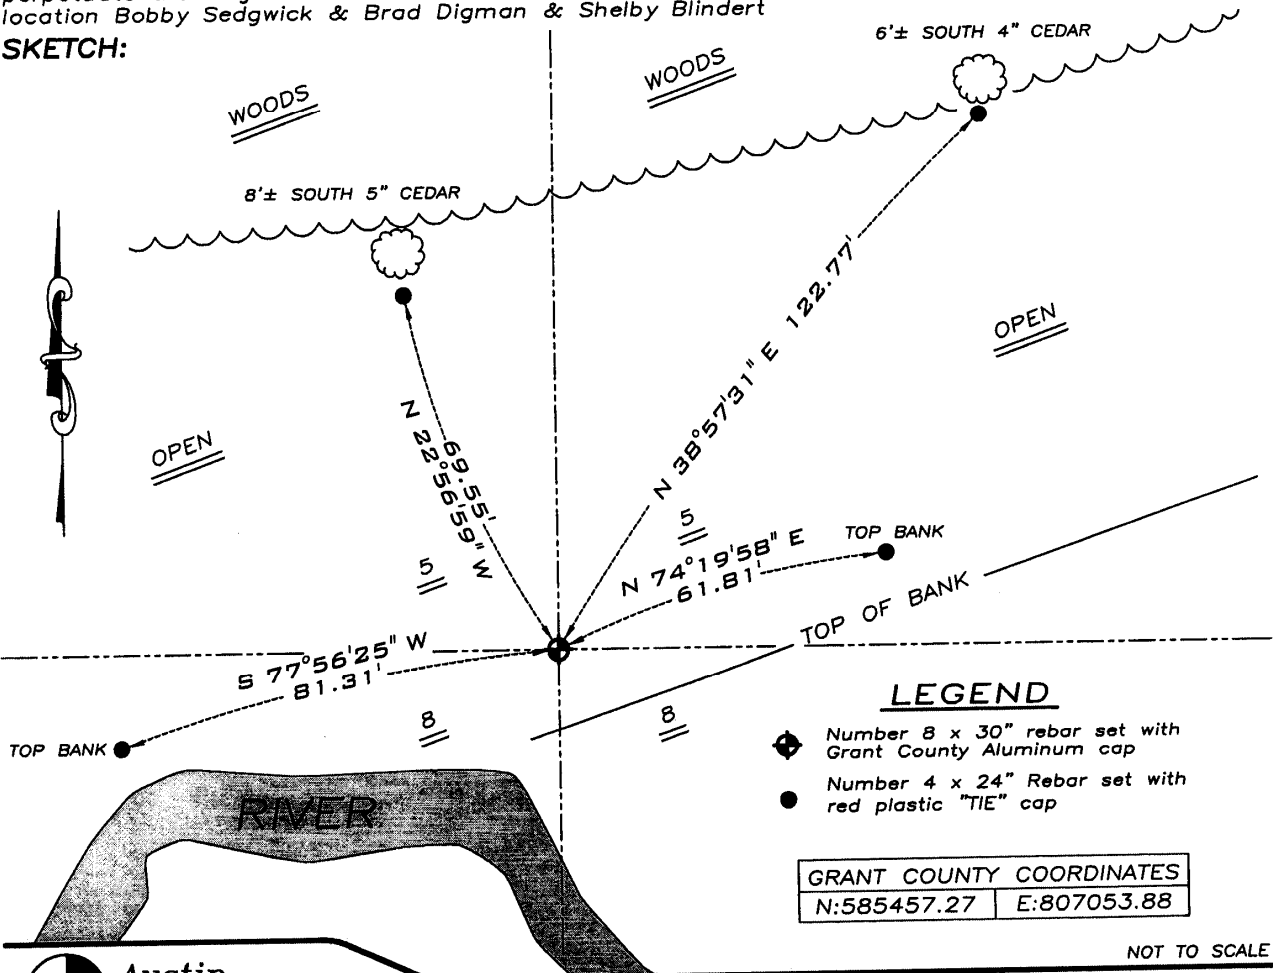 location Bobby Sedgwick & Brad Digman & Shelby Blindert
SKETCH:
6'± SOUTH 4" CEDAR
WOODS
WOODS
8'± SOUTH 5" CEDAR
122.77'
OPEN
N 38°57'31" E
OPEN
N 22°56'59" W
69.55'
5
5
TOP BANK
N 74°19'58" E
61.81'
TOP OF BANK
S 77°56'25" W
81.31'
8
8
TOP BANK
LEGEND
Number 8 x 30" rebar set with
Grant County Aluminum cap
Number 4 x 24" Rebar set with
red plastic "TIE" cap
RIVER
GRANT COUNTY COORDINATES
N:585457.27 E:807053.88
NOT TO SCALE
Austin